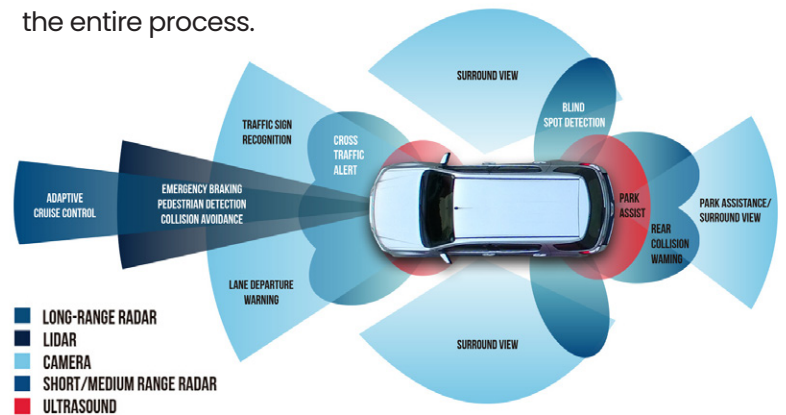 the entire process.
SURROUND VIEW
BLIND
SPOT DETECTION
TRAFFIC SIGN
RECOGNITION
CROSS
TRAFFIC
ALERT
ADAPTIVE
CRUISE CONTROL
EMERGENCY BRAKING
PEDESTRIAN DETECTION
COLLISION AVOIDANCE
PARK
ASSIST
PARK ASSISTANCE/
SURROUND VIEW
REAR
COLLISION
WAMING
LANE DEPARTURE
WARNING
SURROUND VIEW
LONG-RANGE RADAR
LIDAR
CAMERA
SHORT/MEDIUM RANGE RADAR
ULTRASOUND